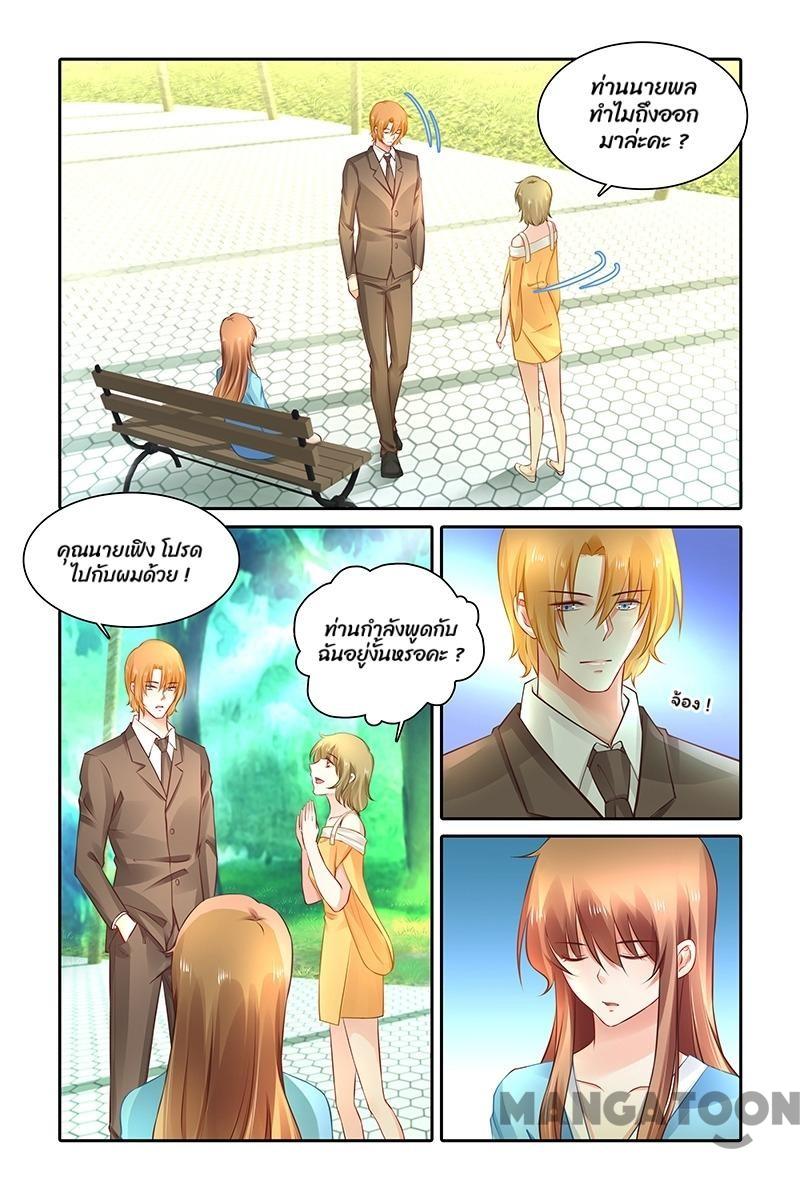 ท่านนายพล
ทำไมถึงออก
มาล่ะคะ ?
คุณนายเฟิง โปรด
ไปกับผมด้วย !
ท่านกำลังพูดกับ
ฉันอยู่งั้นหรอคะ ?
จ้อง !
MANGATOON